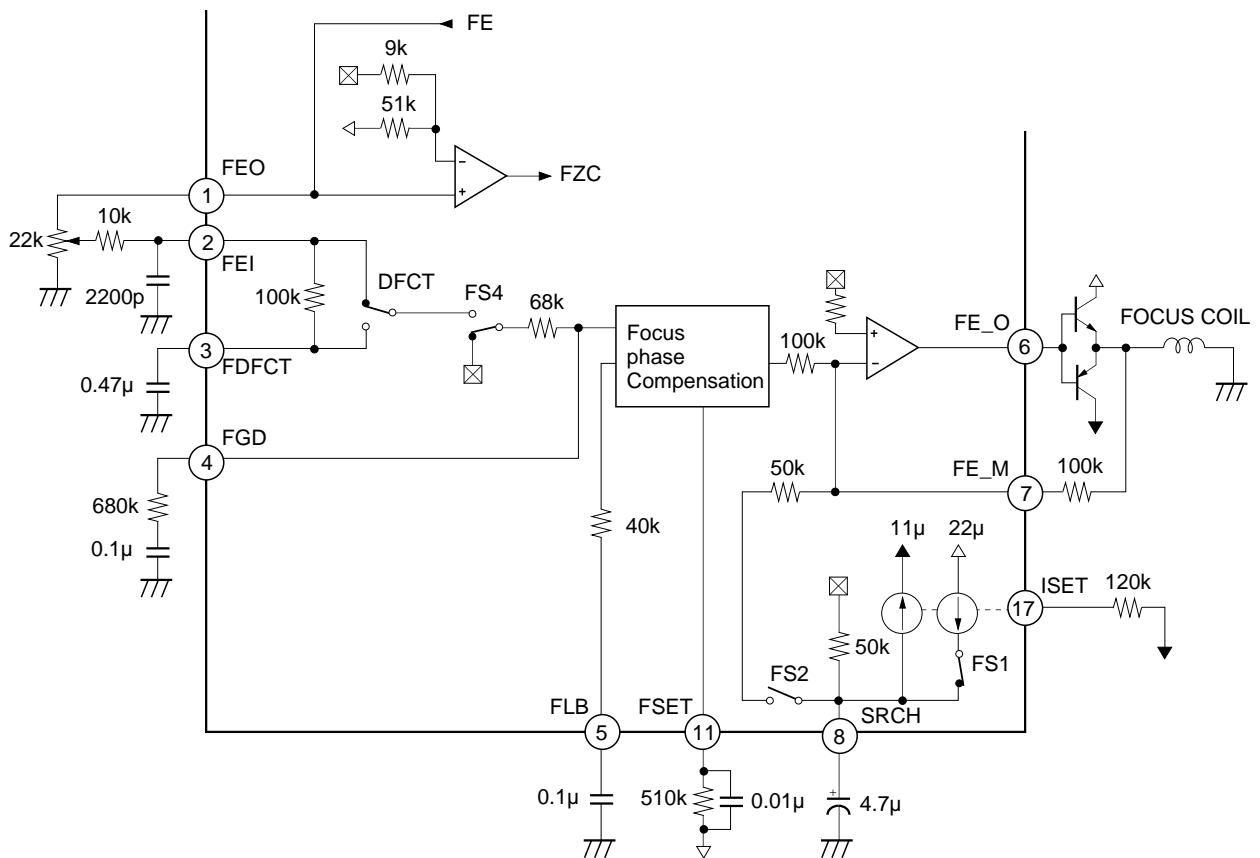 FE
9k
51k
FEO
FZC
1
10k
22k
2
FEI
DFCT
FS4
2200p
100k
68k
Focus
phase
Compensation
100k
FE_O
FOCUS COIL
6
3
FDFCT
0.47µ
FGD
4
50k
FE_M
7
100k
680k
40k
11µ
22µ
0.1µ
ISET
120k
17
50k
FS2
FS1
FLB
FSET
SRCH
5
11
8
0.1µ
510k
0.01µ
4.7µ